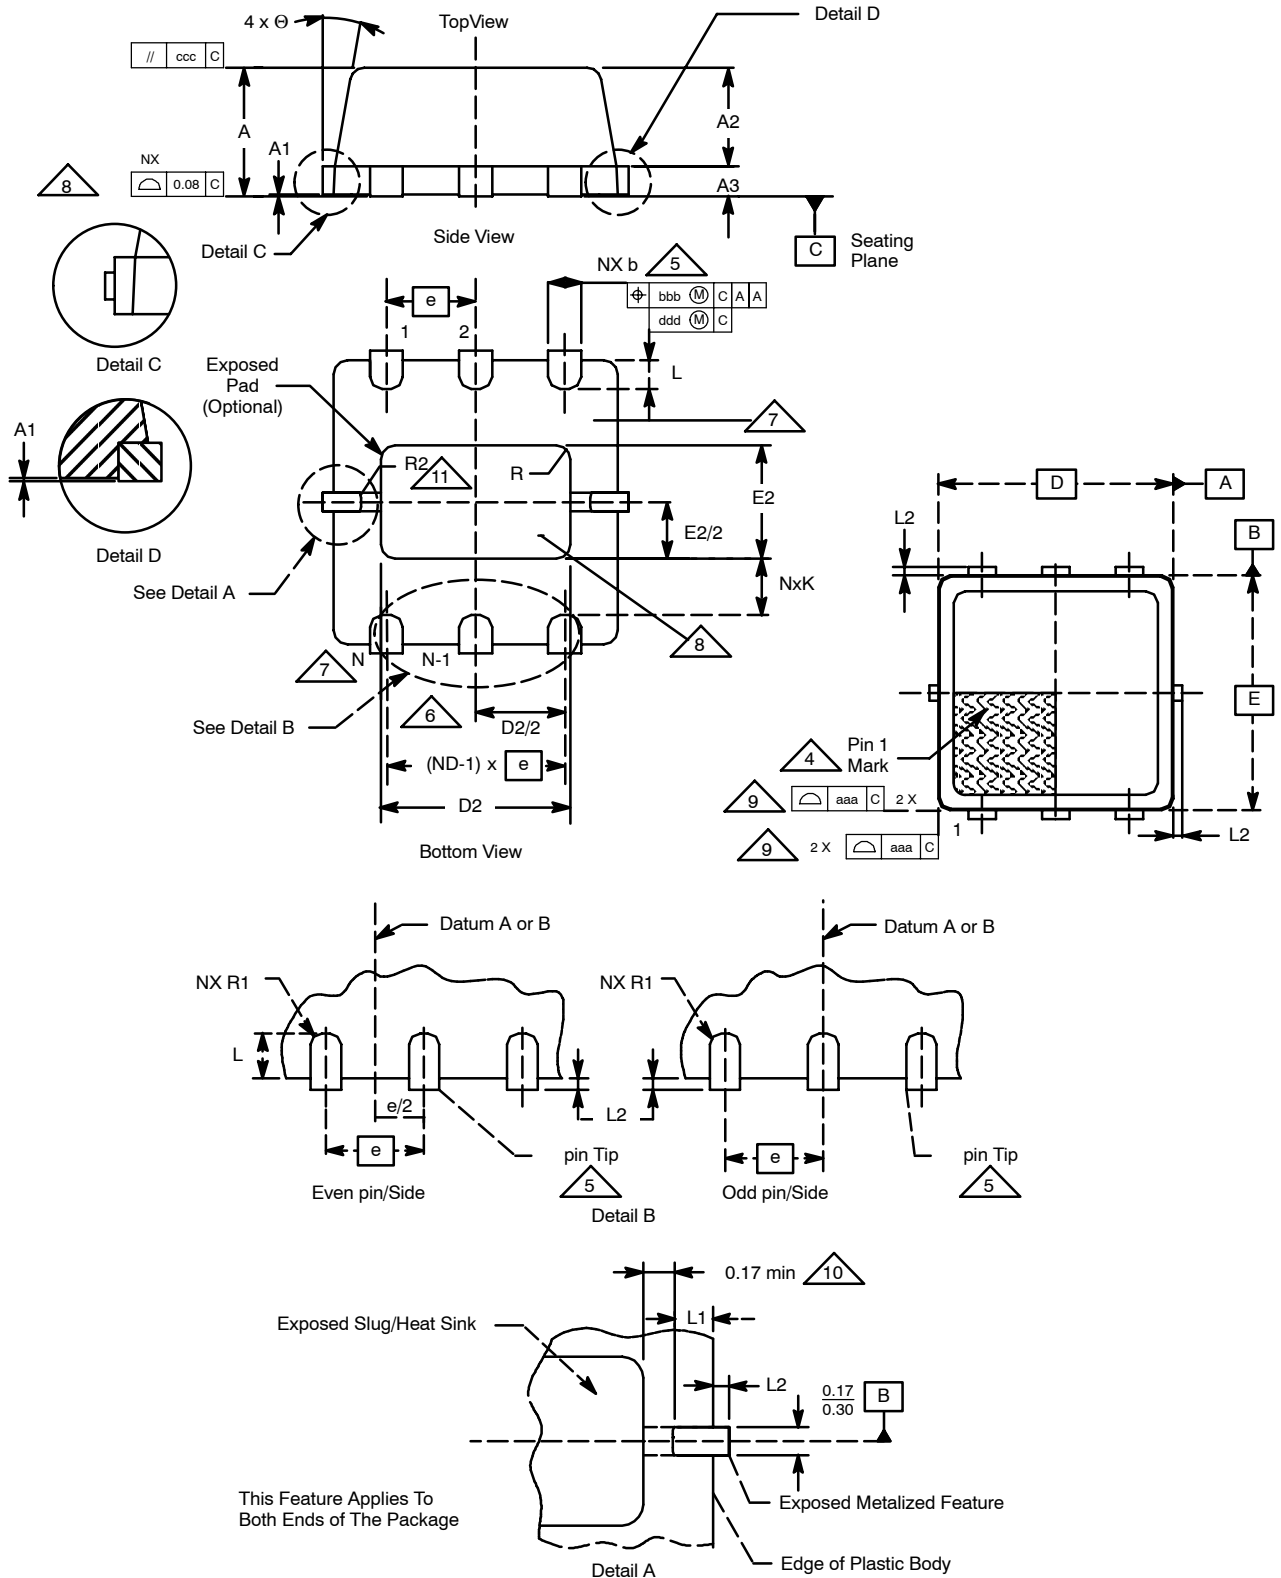 4 x Θ
TopView
Detail D
// ccc C
A
A1
A2
A3
NX
8
⌓ 0.08 C
Detail C
Side View
C
Seating
Plane
NX b
5
⌖ bbb Ⓜ C A A
ddd Ⓜ C
e
1
2
Detail C
Exposed
Pad
(Optional)
L
7
A1
R2
11
R
E2
E2/2
Detail D
See Detail A
NxK
8
7
N
N-1
6
See Detail B
D2/2
(ND-1) x e
D2
Bottom View
D
A
L2
B
E
4
Pin 1
Mark
9
⌓ aaa C 2 X
1
L2
9
2 X ⌓ aaa C
Datum A or B
Datum A or B
NX R1
NX R1
L
L2
e/2
e
e
pin Tip
5
pin Tip
5
Even pin/Side
Odd pin/Side
Detail B
0.17 min
10
Exposed Slug/Heat Sink
L1
L2
0.17
0.30
B
This Feature Applies To
Both Ends of The Package
Exposed Metalized Feature
Edge of Plastic Body
Detail A